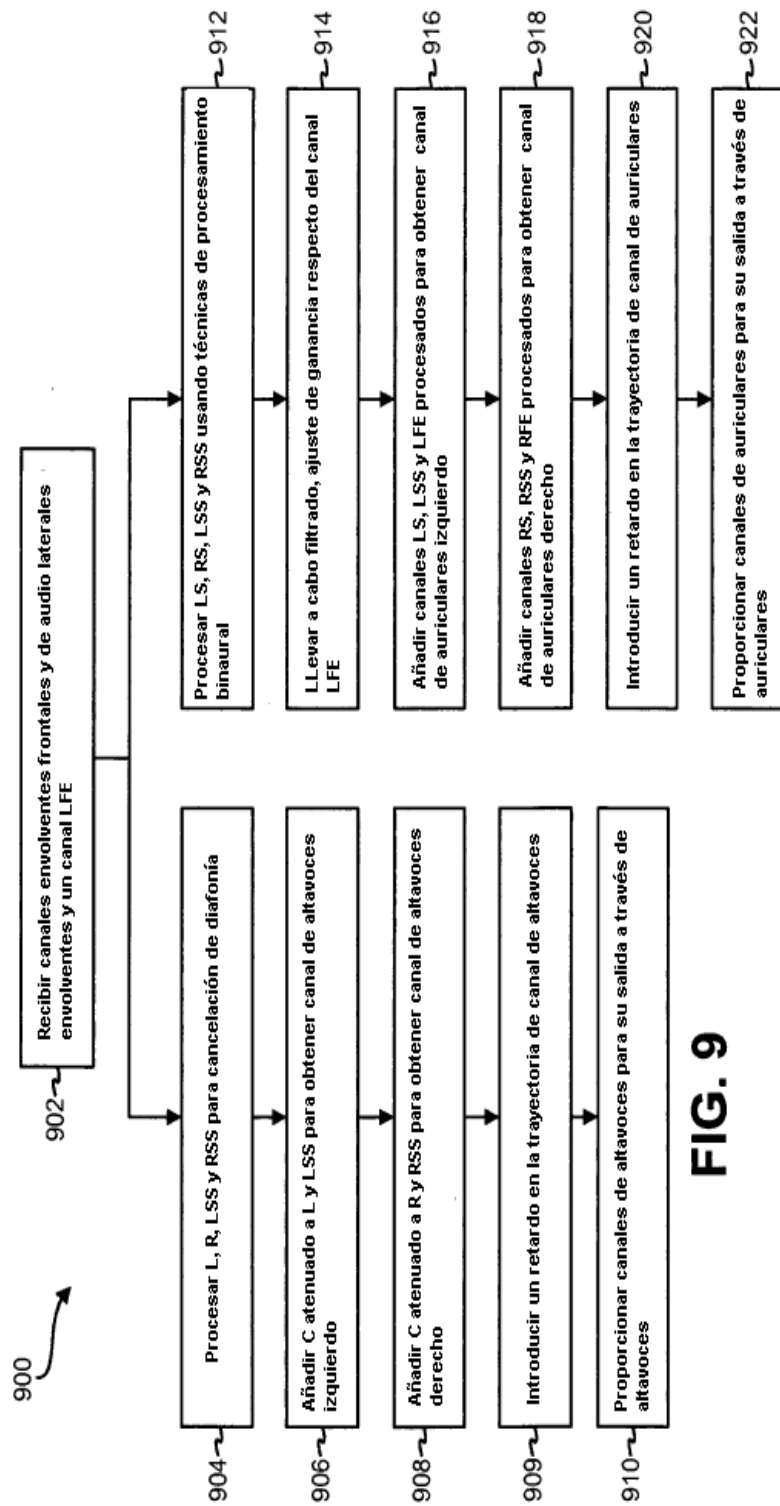 900
902
Recibir canales envolventes frontales y de audio laterales
envolventes y un canal LFE
904
Procesar L, R, LSS y RSS para cancelación de diafonía
906
Añadir C atenuado a L y LSS para obtener canal de altavoces
izquierdo
908
Añadir C atenuado a R y RSS para obtener canal de altavoces
derecho
909
Introducir un retardo en la trayectoria de canal de altavoces
910
Proporcionar canales de altavoces para su salida a través de
altavoces
Procesar LS, RS, LSS y RSS usando técnicas de procesamiento
binaural
912
LLevar a cabo filtrado, ajuste de ganancia respecto del canal
LFE
914
Añadir canales LS, LSS y LFE procesados para obtener canal
de auriculares izquierdo
916
Añadir canales RS, RSS y RFE procesados para obtener canal
de auriculares derecho
918
Introducir un retardo en la trayectoria de canal de auriculares
920
Proporcionar canales de auriculares para su salida a través de
auriculares
922
FIG. 9